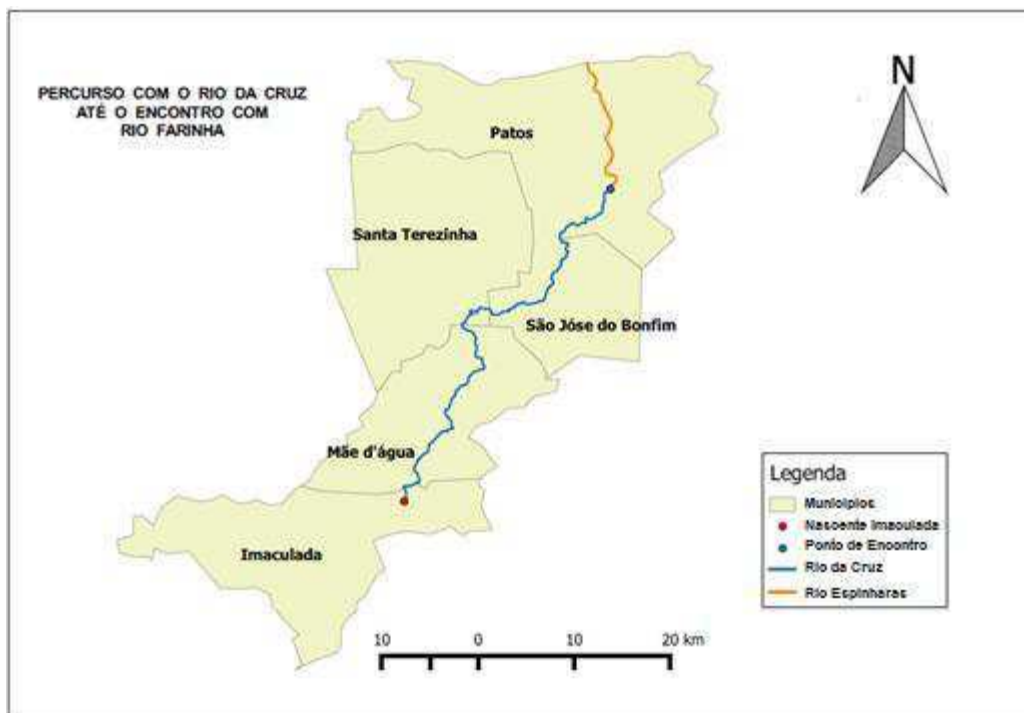 PERCURSO COM O RIO DA CRUZ
ATÉ O ENCONTRO COM
RIO FARINHA
N
Patos
Santa Terezinha
São Jóse do Bonfim
Mãe d'água
Imaculada
Legenda
Municípios
Nascente Imaculada
Ponto de Encontro
Rio da Cruz
Rio Espinharas
10 0 10 20 km